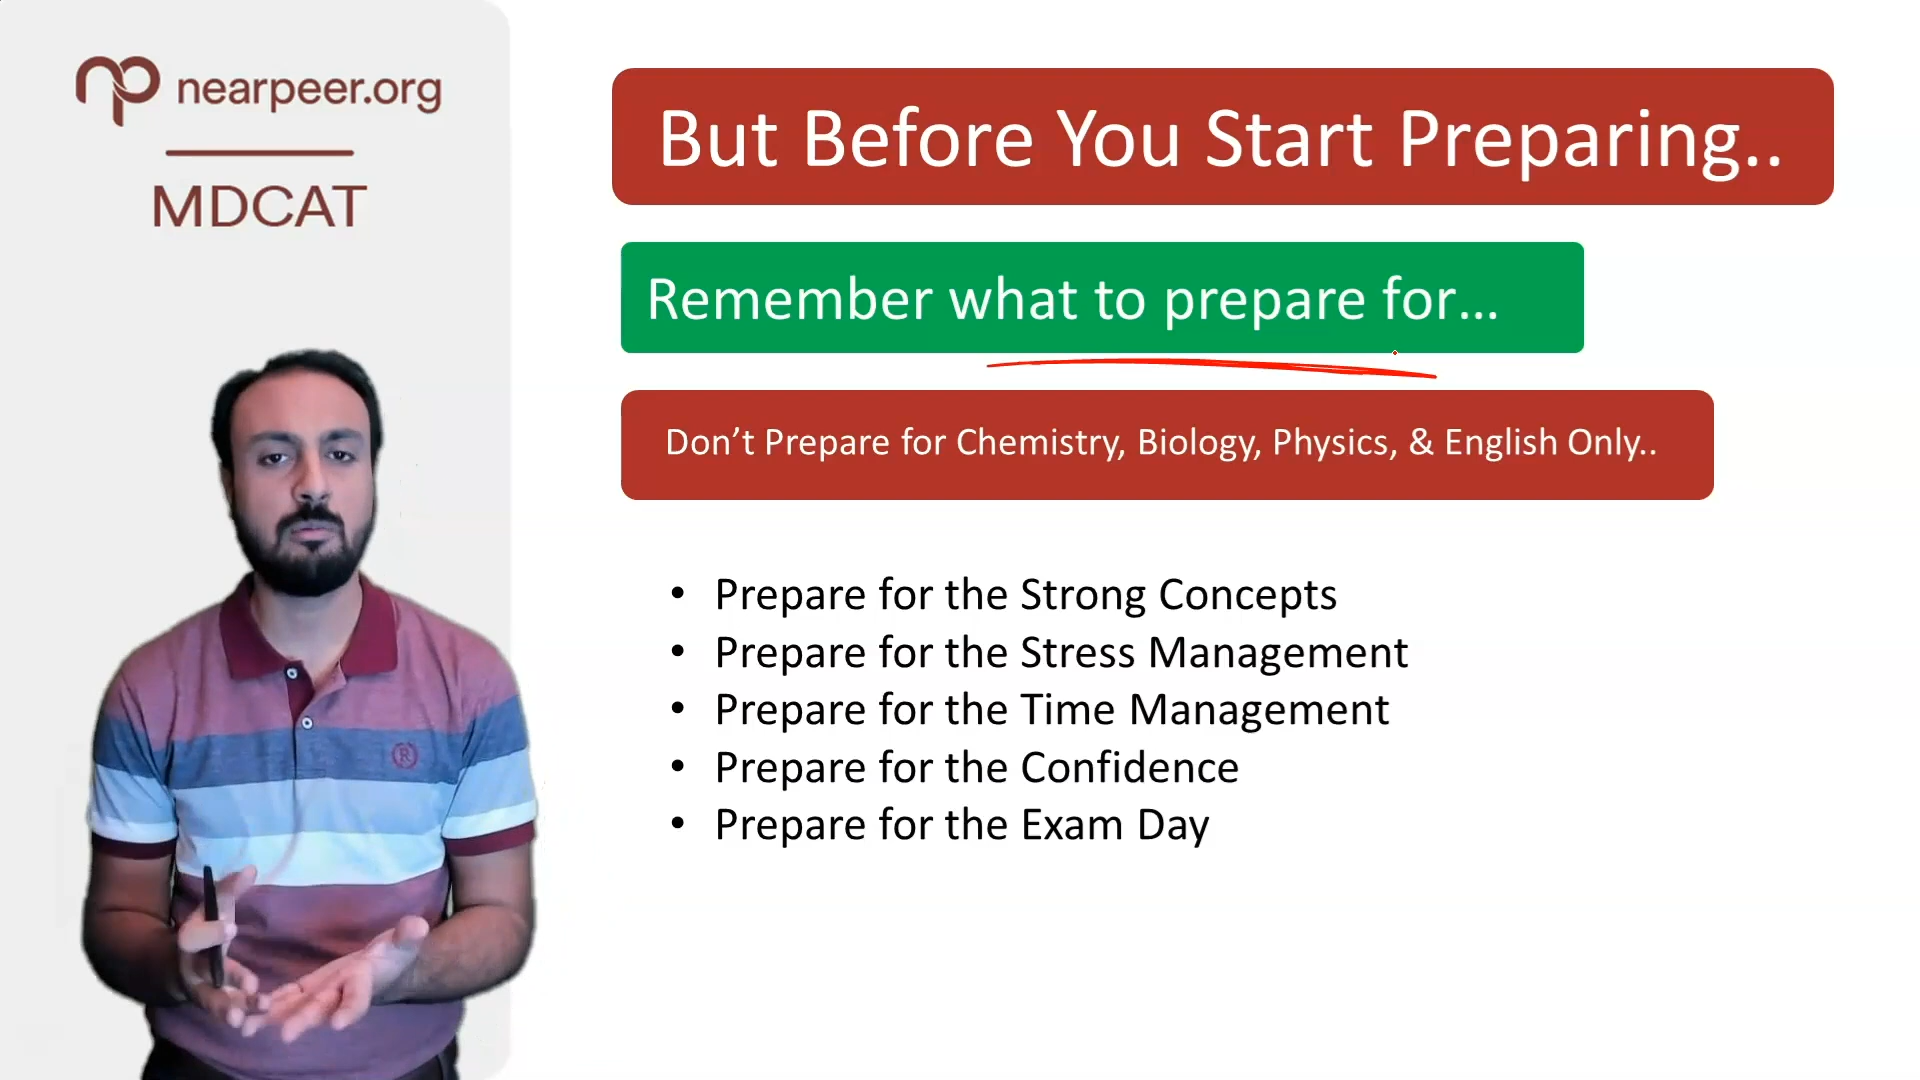 nearpeer.org
MDCAT
But Before You Start Preparing..
Remember what to prepare for...
Don’t Prepare for Chemistry, Biology, Physics, & English Only..
• Prepare for the Strong Concepts
• Prepare for the Stress Management
• Prepare for the Time Management
• Prepare for the Confidence
• Prepare for the Exam Day
R